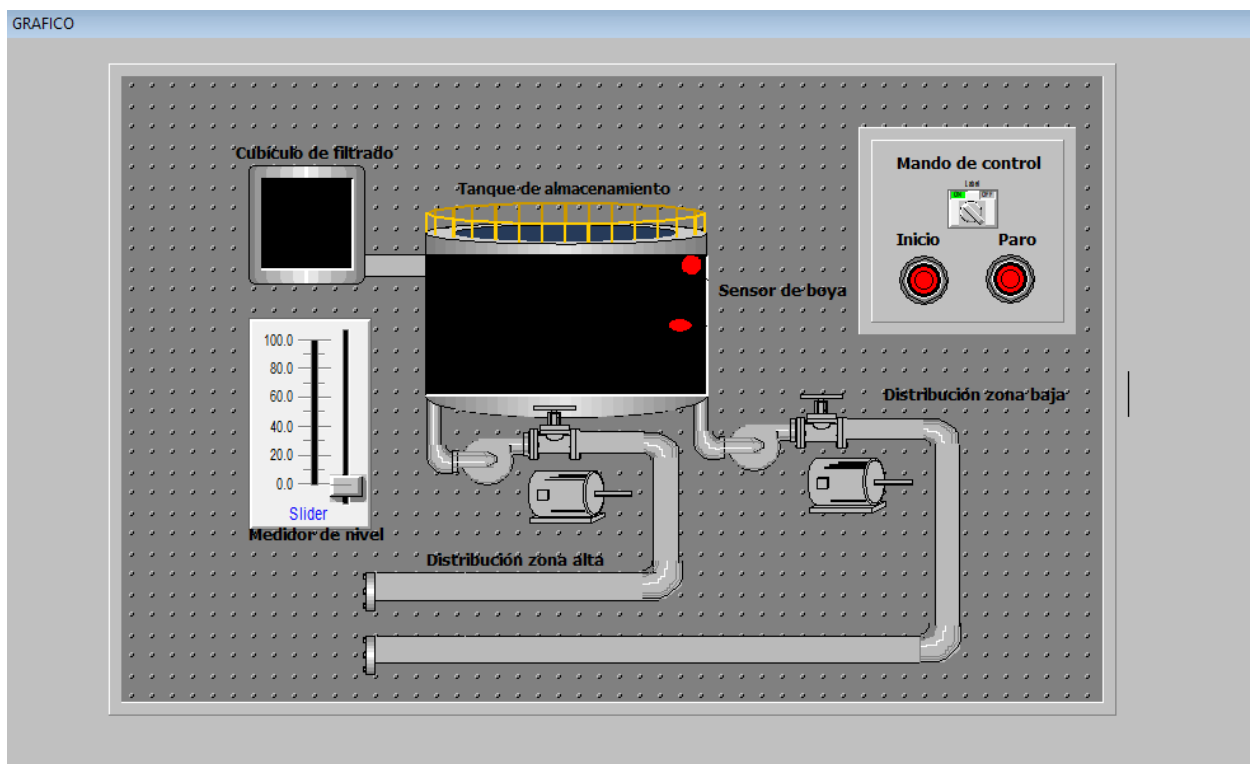 GRAFICO
Cubículo de filtrado
Tanque de almacenamiento
Mando de control
Label
ON OFF
Inicio Paro
Sensor de boya
100.0
80.0
60.0
40.0
20.0
0.0
Slider
Medidor de nivel
Distribución zona baja
Distribución zona alta